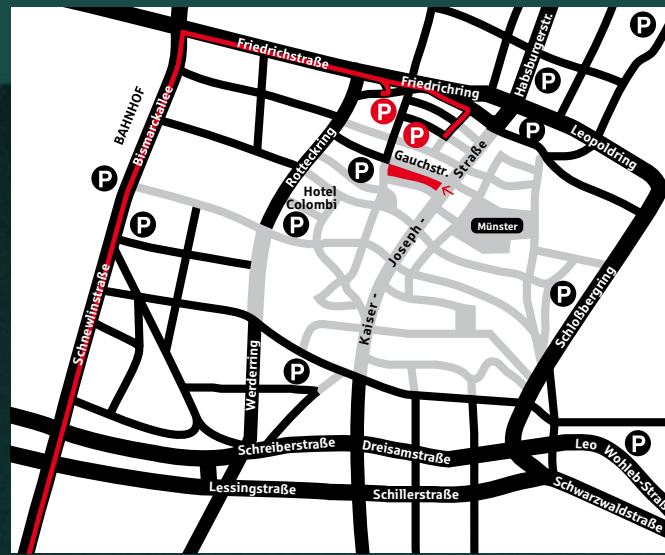 P
Habsburgerstr.
Friedrichstraße
Friedrichring
P
BAHNHOF
Bismarckallee
P
P
P
Leopoldring
Rotteckring
Gauchstr.
Straße
P
P
Hotel
Colombi
P
P
Münster
Joseph -
Kaiser -
P
Schloßbergring
Schnewlinstraße
P
Werderring
Schreiberstraße
Dreisamstraße
Leo
Wohleb-Straß
P
Lessingstraße
Schillerstraße
Schwarzwaldstraße